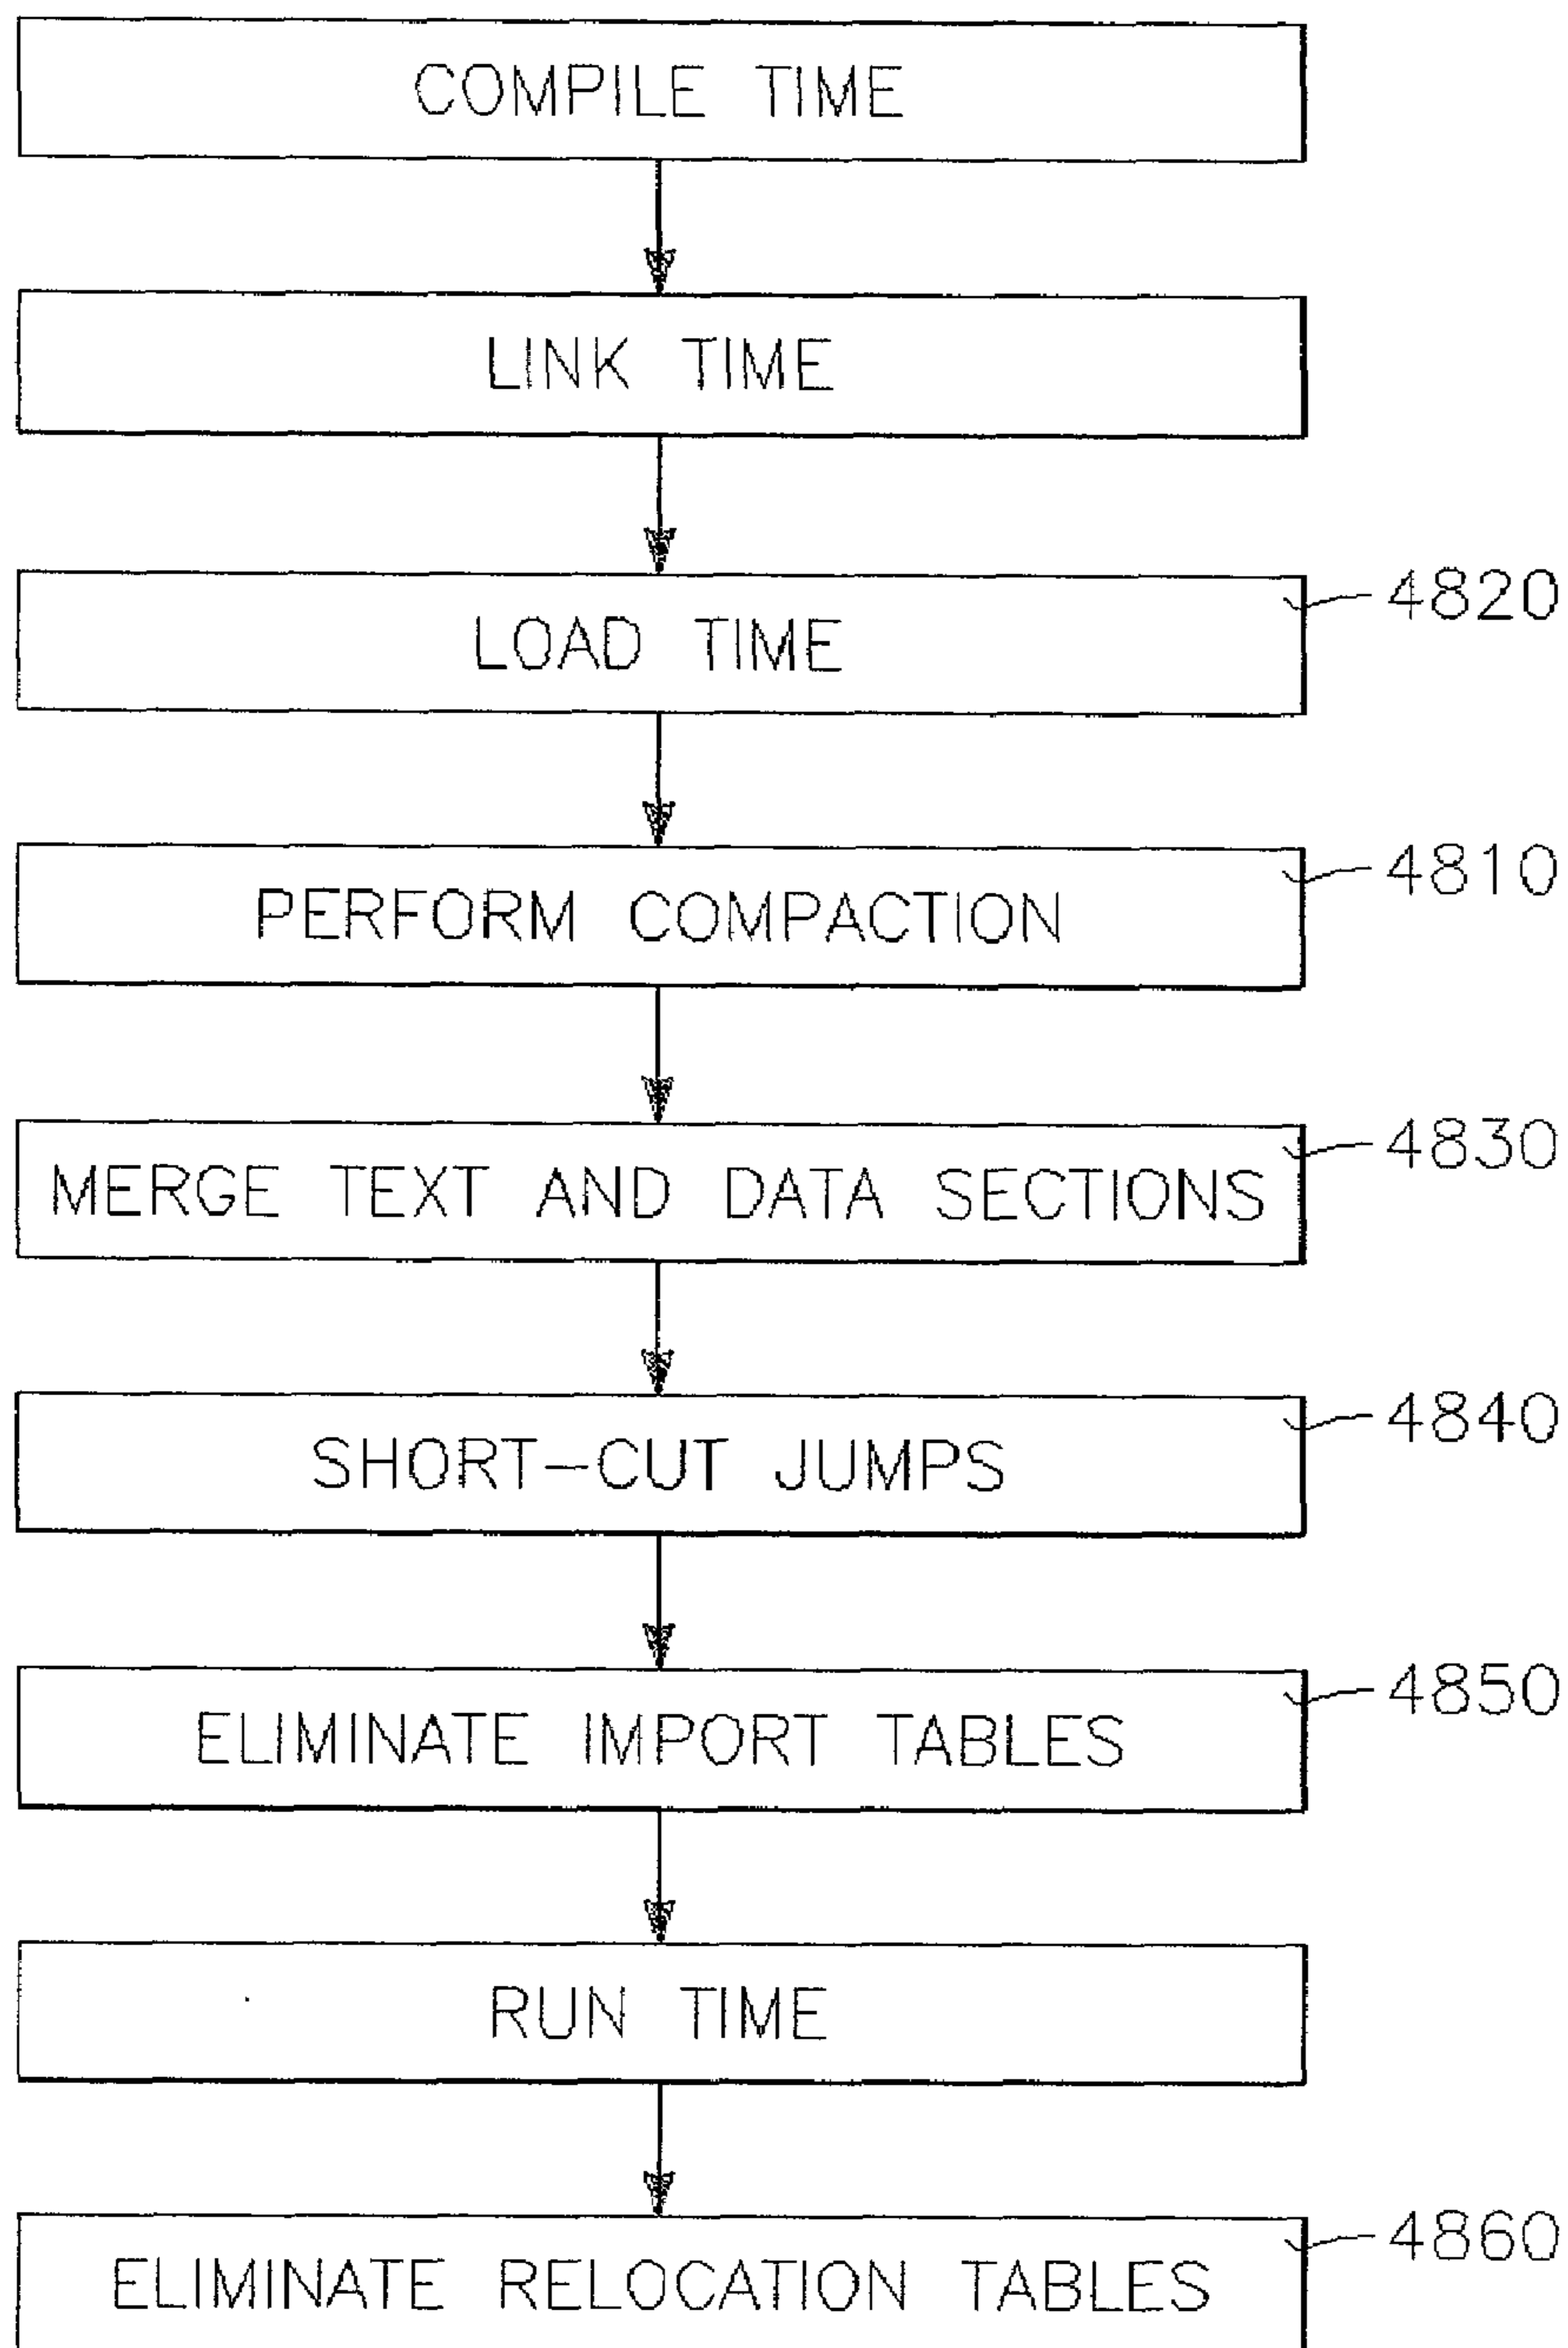 COMPILE TIME
LINK TIME
LOAD TIME
4820
PERFORM COMPACTION
4810
MERGE TEXT AND DATA SECTIONS
4830
SHORT-CUT JUMPS
4840
ELIMINATE IMPORT TABLES
4850
RUN TIME
ELIMINATE RELOCATION TABLES
4860